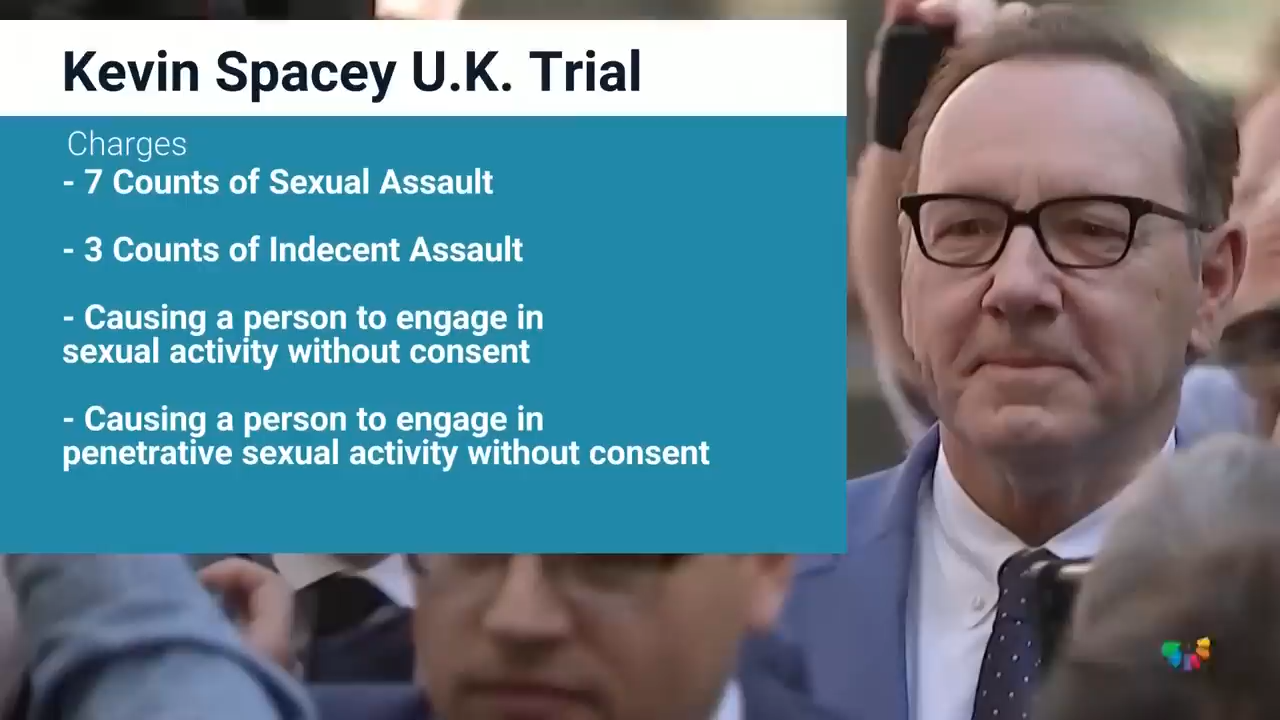 Kevin Spacey U.K. Trial
Charges
- 7 Counts of Sexual Assault
- 3 Counts of Indecent Assault
- Causing a person to engage in
sexual activity without consent
- Causing a person to engage in
penetrative sexual activity without consent